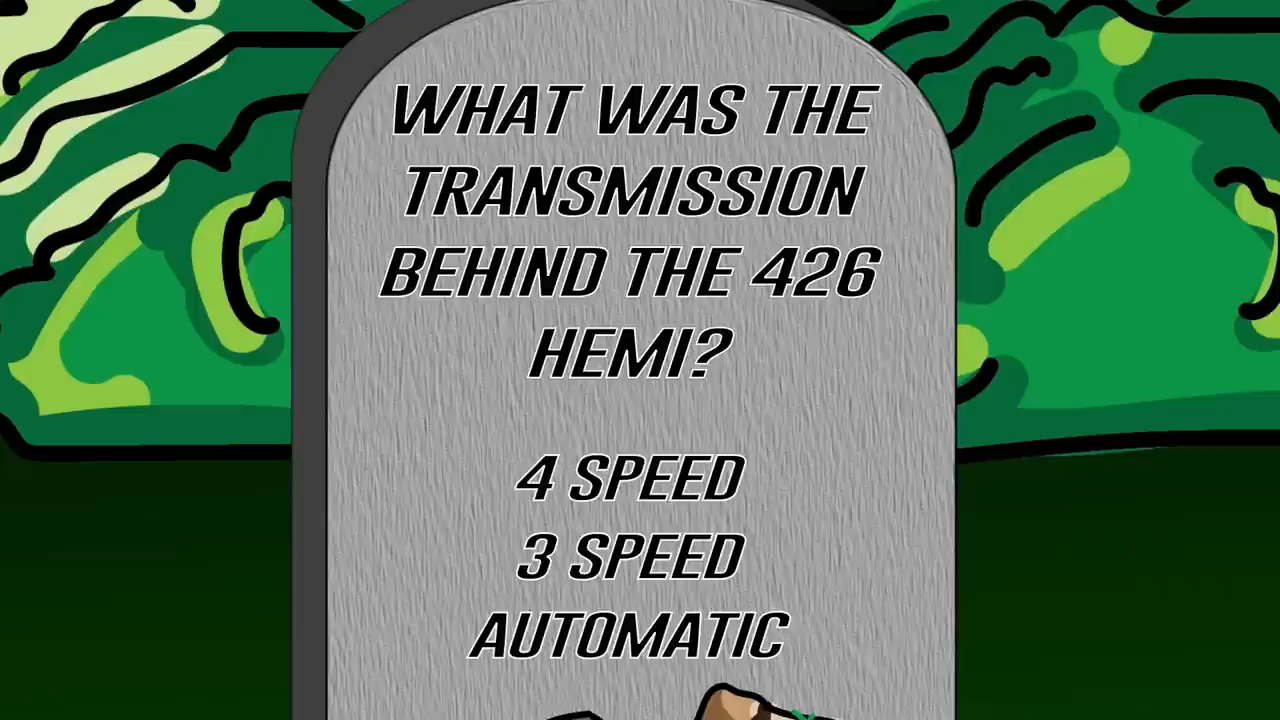 WHAT WAS THE
TRANSMISSION
BEHIND THE 426
HEMI?
4 SPEED
3 SPEED
AUTOMATIC